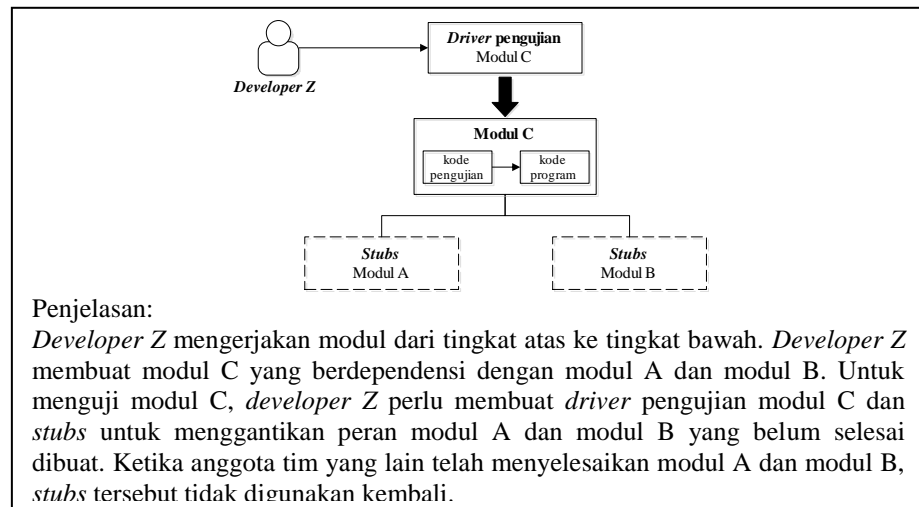 Driver pengujian
Modul C
Developer Z
Modul C
kode
pengujian
kode
program
Stubs
Modul A
Stubs
Modul B
Penjelasan:
Developer Z mengerjakan modul dari tingkat atas ke tingkat bawah. Developer Z
membuat modul C yang berdependensi dengan modul A dan modul B. Untuk
menguji modul C, developer Z perlu membuat driver pengujian modul C dan
stubs untuk menggantikan peran modul A dan modul B yang belum selesai
dibuat. Ketika anggota tim yang lain telah menyelesaikan modul A dan modul B,
stubs tersebut tidak digunakan kembali.